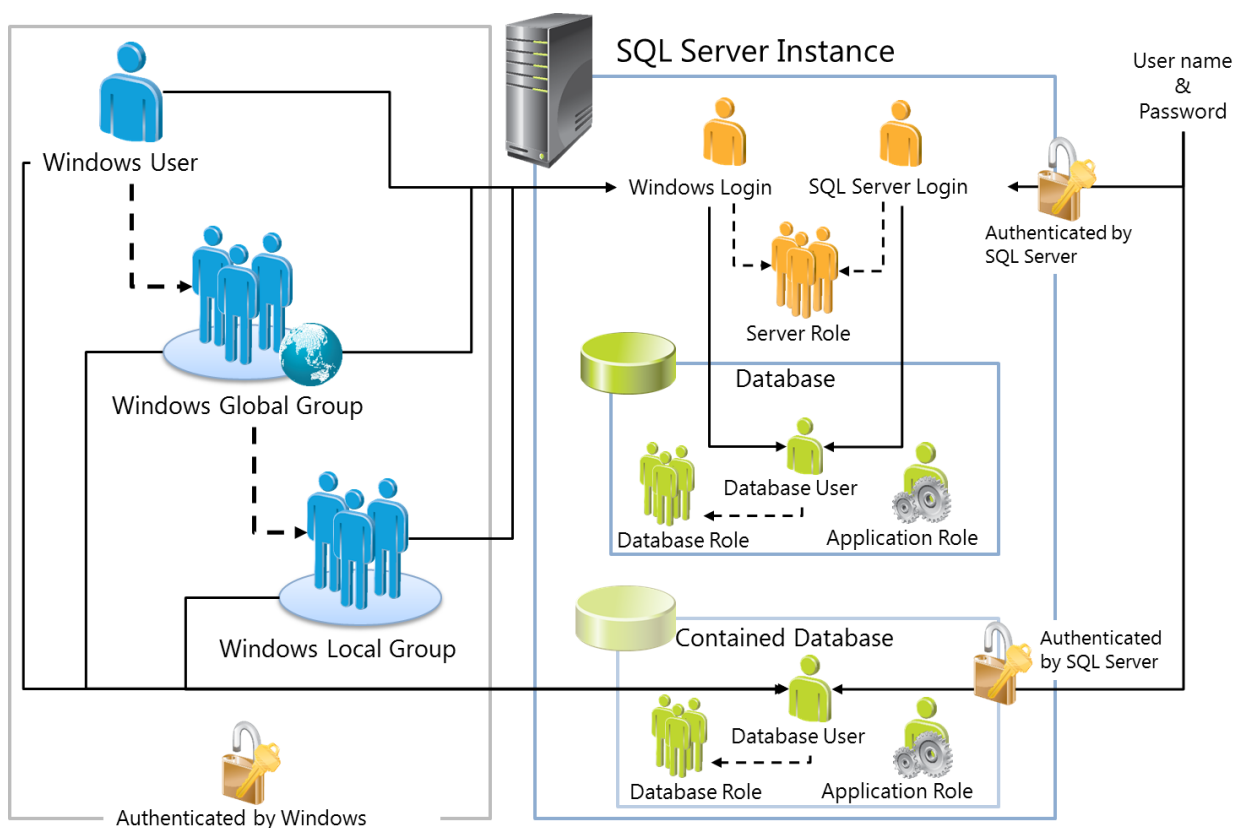 SQL Server Instance
User name
&
Password
Windows User
Windows Login
SQL Server Login
Authenticated by
SQL Server
Server Role
Windows Global Group
Database
Database User
Database Role
Application Role
Windows Local Group
Contained Database
Authenticated
by SQL Server
Database User
Database Role
Application Role
Authenticated by Windows